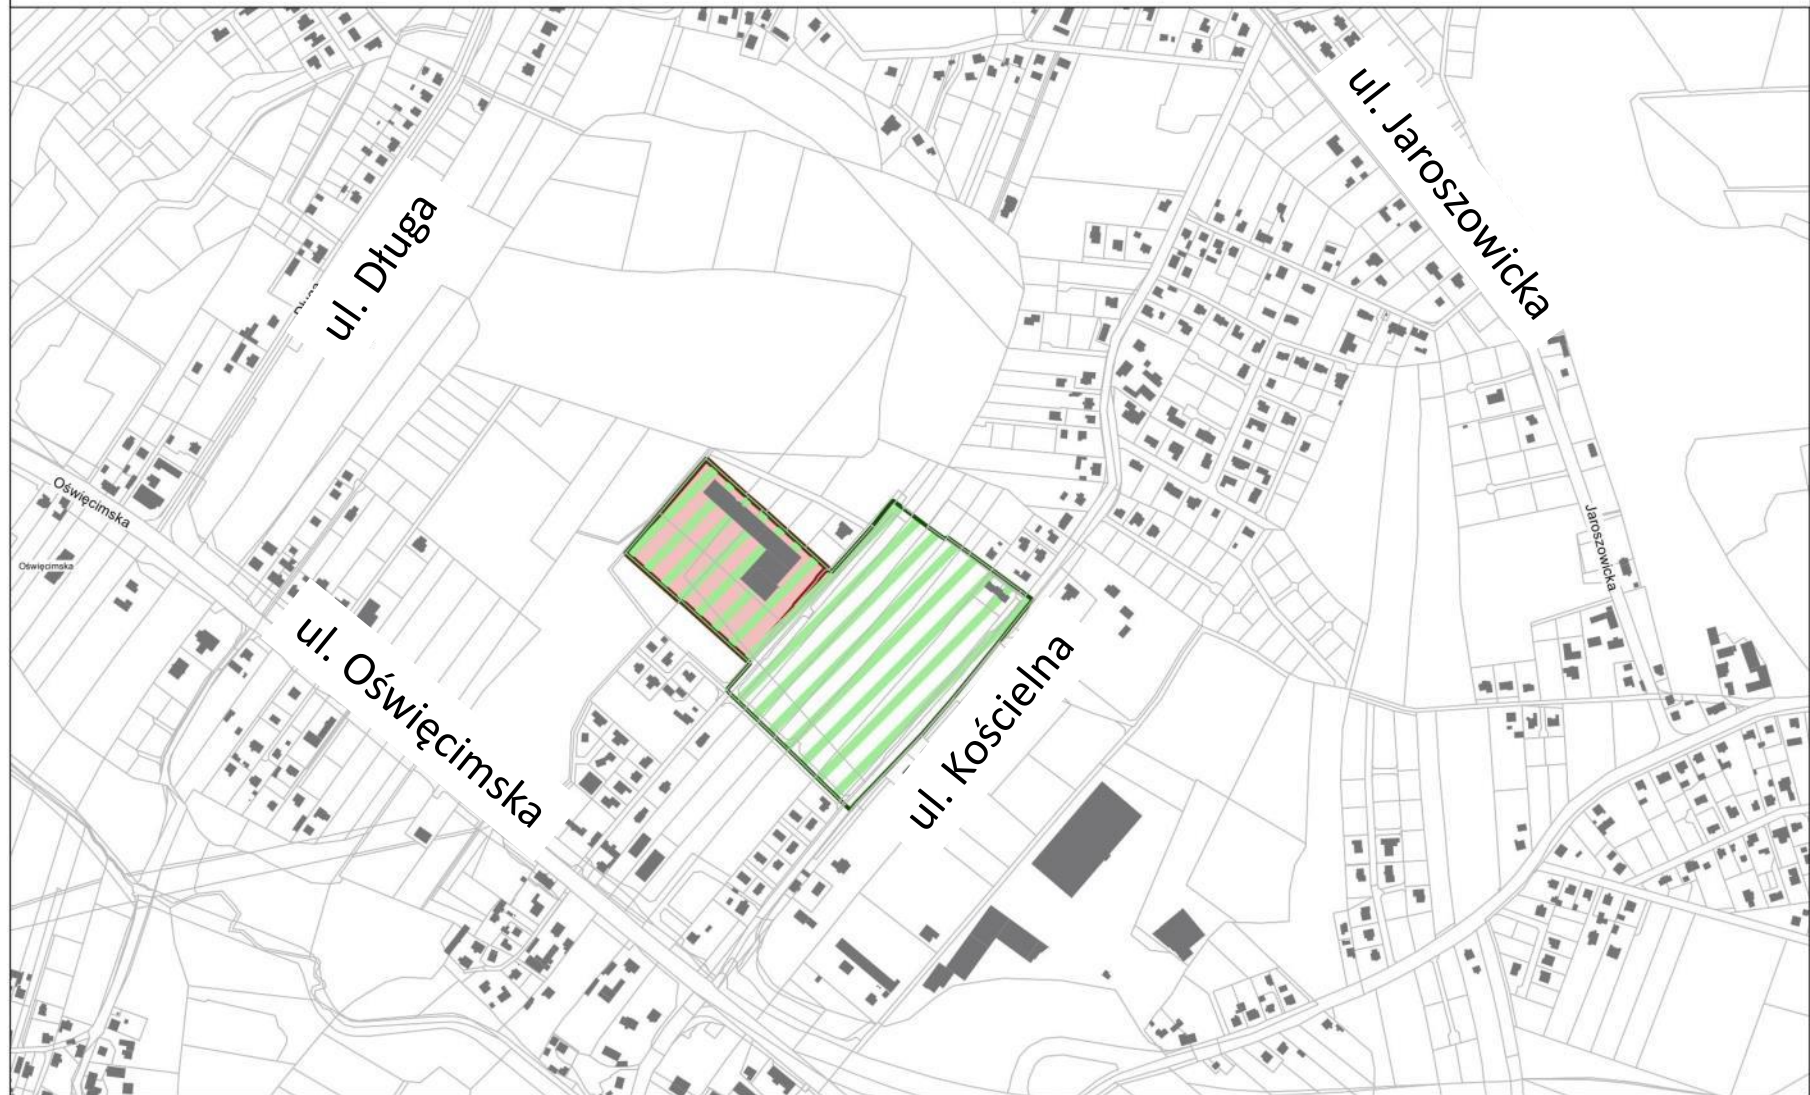 ul. Jaroszowicka
ul. Długa
Oświęcimska
Jaroszowicka
Oświęcimska
ul. Oświęcimska
ul. Kościelna